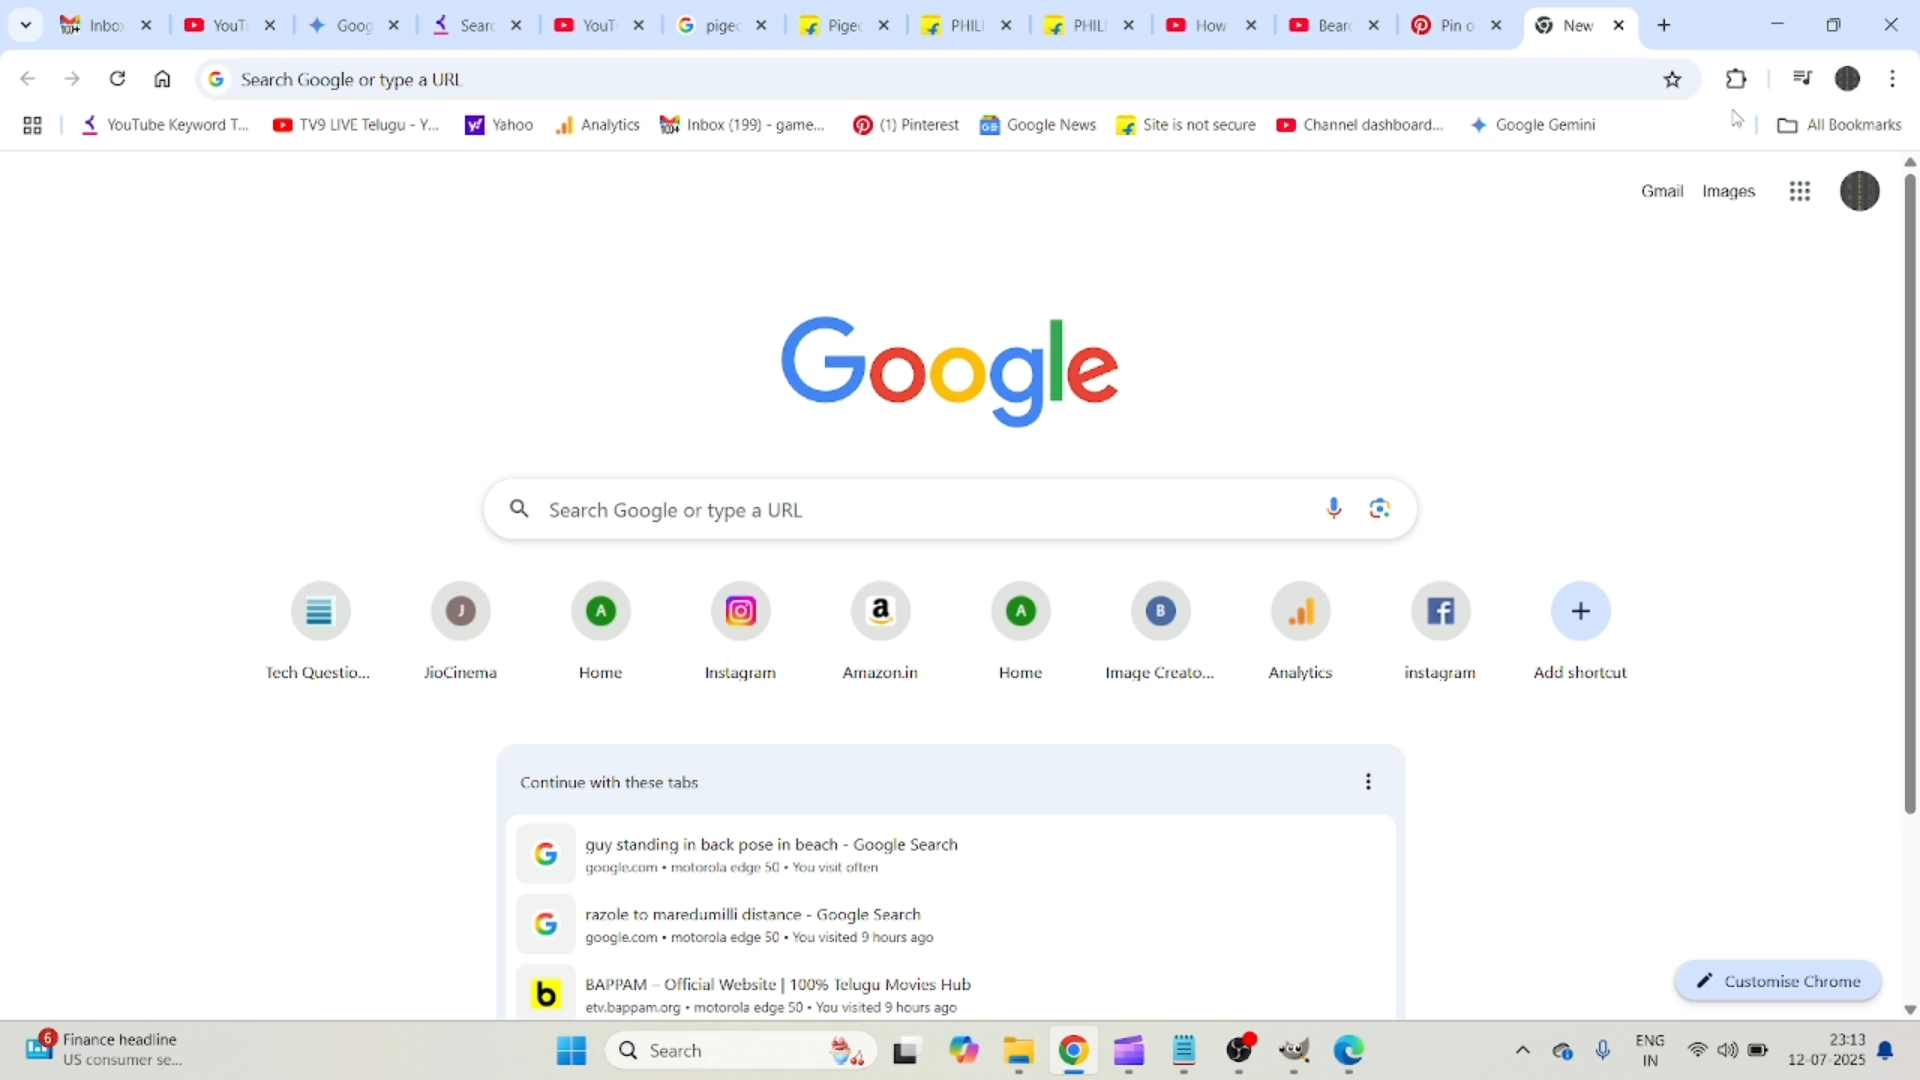 Inbo
YouT
Goog
Searc
YouT
pigeo
Pigeo
PHILI
PHILI
How
Bearc
Pin o
New
Search Google or type a URL
YouTube Keyword T...
TV9 LIVE Telugu - Y...
Yahoo
Analytics
Inbox (199) - game...
(1) Pinterest
Google News
Site is not secure
Channel dashboard...
Google Gemini
All Bookmarks
Gmail
Images
Google
Search Google or type a URL
Tech Questio...
JioCinema
Home
Instagram
Amazon.in
Home
Image Creato...
Analytics
instagram
Add shortcut
Continue with these tabs
guy standing in back pose in beach - Google Search
google.com • motorola edge 50 • You visit often
razole to maredumilli distance - Google Search
google.com • motorola edge 50 • You visited 9 hours ago
BAPPAM – Official Website | 100% Telugu Movies Hub
etv.bappam.org • motorola edge 50 • You visited 9 hours ago
Customise Chrome
6
Finance headline
US consumer se...
Search
ENG
IN
23:13
12-07-2025